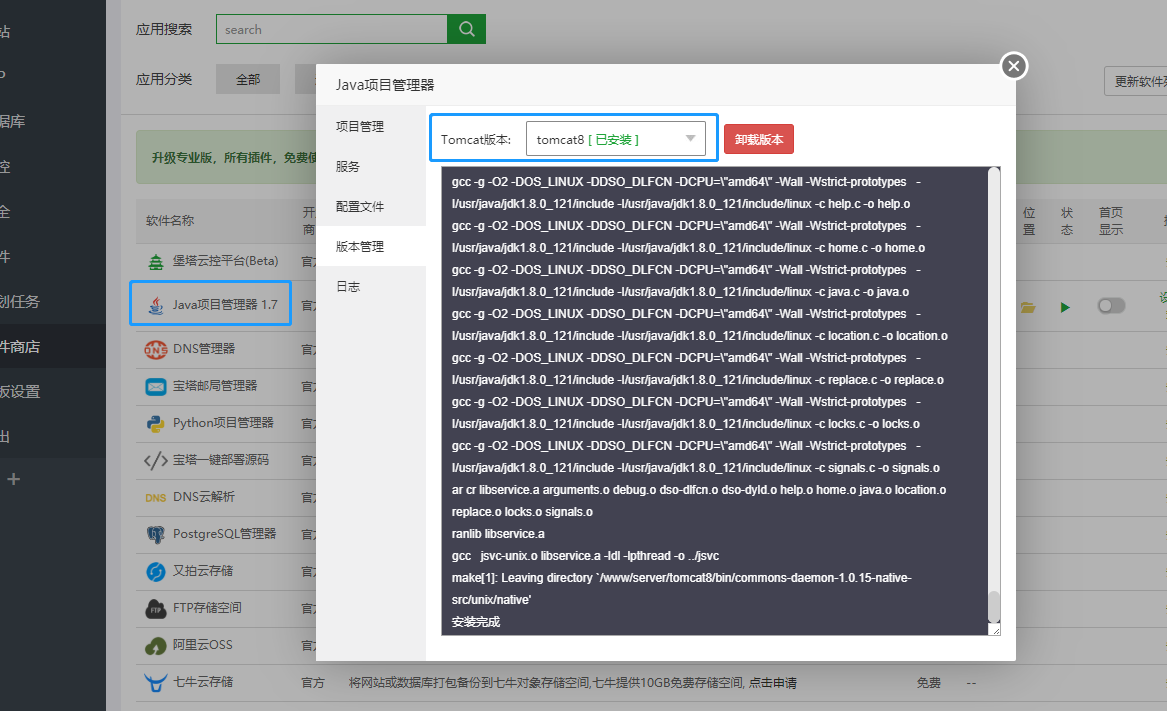 站
P
据库
控
全
件
划任务
件商店
板设置
出
应用搜索 search
应用分类 全部
更新软件列
升级专业版，所有插件，免费使
软件名称 开发商 位置 状态 首页显示
堡塔云控平台(Beta) 官方
Java项目管理器 1.7 官方
DNS管理器 官方
宝塔邮局管理器 官方
Python项目管理器 官方
宝塔一键部署源码 官方
DNS DNS云解析 官方
PostgreSQL管理器 官方
又拍云存储 官方
FTP FTP存储空间 官方
阿里云OSS 官方
七牛云存储 官方 将网站或数据库打包备份到七牛对象存储空间,七牛提供10GB免费存储空间, 点击申请 免费 --
Java项目管理器
项目管理
服务
配置文件
版本管理
日志
Tomcat版本: tomcat8 [ 已安装 ] 卸载版本
gcc -g -O2 -DOS_LINUX -DDSO_DLFCN -DCPU=\"amd64\" -Wall -Wstrict-prototypes -
I/usr/java/jdk1.8.0_121/include -I/usr/java/jdk1.8.0_121/include/linux -c help.c -o help.o
gcc -g -O2 -DOS_LINUX -DDSO_DLFCN -DCPU=\"amd64\" -Wall -Wstrict-prototypes -
I/usr/java/jdk1.8.0_121/include -I/usr/java/jdk1.8.0_121/include/linux -c home.c -o home.o
gcc -g -O2 -DOS_LINUX -DDSO_DLFCN -DCPU=\"amd64\" -Wall -Wstrict-prototypes -
I/usr/java/jdk1.8.0_121/include -I/usr/java/jdk1.8.0_121/include/linux -c java.c -o java.o
gcc -g -O2 -DOS_LINUX -DDSO_DLFCN -DCPU=\"amd64\" -Wall -Wstrict-prototypes -
I/usr/java/jdk1.8.0_121/include -I/usr/java/jdk1.8.0_121/include/linux -c location.c -o location.o
gcc -g -O2 -DOS_LINUX -DDSO_DLFCN -DCPU=\"amd64\" -Wall -Wstrict-prototypes -
I/usr/java/jdk1.8.0_121/include -I/usr/java/jdk1.8.0_121/include/linux -c replace.c -o replace.o
gcc -g -O2 -DOS_LINUX -DDSO_DLFCN -DCPU=\"amd64\" -Wall -Wstrict-prototypes -
I/usr/java/jdk1.8.0_121/include -I/usr/java/jdk1.8.0_121/include/linux -c locks.c -o locks.o
gcc -g -O2 -DOS_LINUX -DDSO_DLFCN -DCPU=\"amd64\" -Wall -Wstrict-prototypes -
I/usr/java/jdk1.8.0_121/include -I/usr/java/jdk1.8.0_121/include/linux -c signals.c -o signals.o
ar cr libservice.a arguments.o debug.o dso-dlfcn.o dso-dyld.o help.o home.o java.o location.o
replace.o locks.o signals.o
ranlib libservice.a
gcc jsvc-unix.o libservice.a -ldl -lpthread -o ../jsvc
make[1]: Leaving directory `/www/server/tomcat8/bin/commons-daemon-1.0.15-native-
src/unix/native'
安装完成